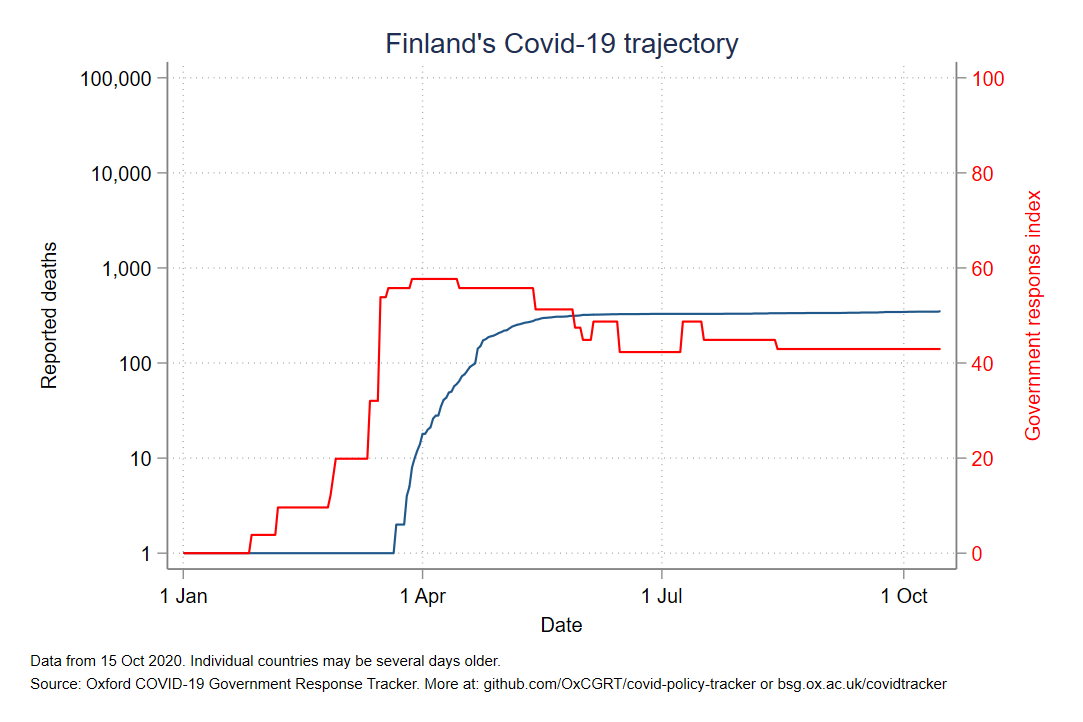 Finland's Covid-19 trajectory
100,000
10,000
1,000
100
10
1
Reported deaths
100
80
60
40
20
0
Government response index
1 Jan
1 Apr
1 Jul
1 Oct
Date
Data from 15 Oct 2020. Individual countries may be several days older.
Source: Oxford COVID-19 Government Response Tracker. More at: github.com/OxCGRT/covid-policy-tracker or bsg.ox.ac.uk/covidtracker